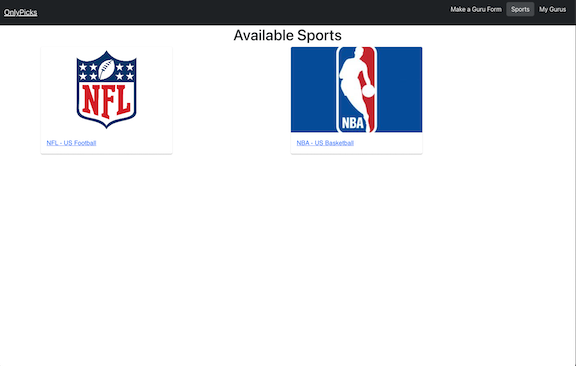 OnlyPicks
Make a Guru Form
Sports
My Gurus
Available Sports
NFL
NBA
NFL - US Football
NBA - US Basketball